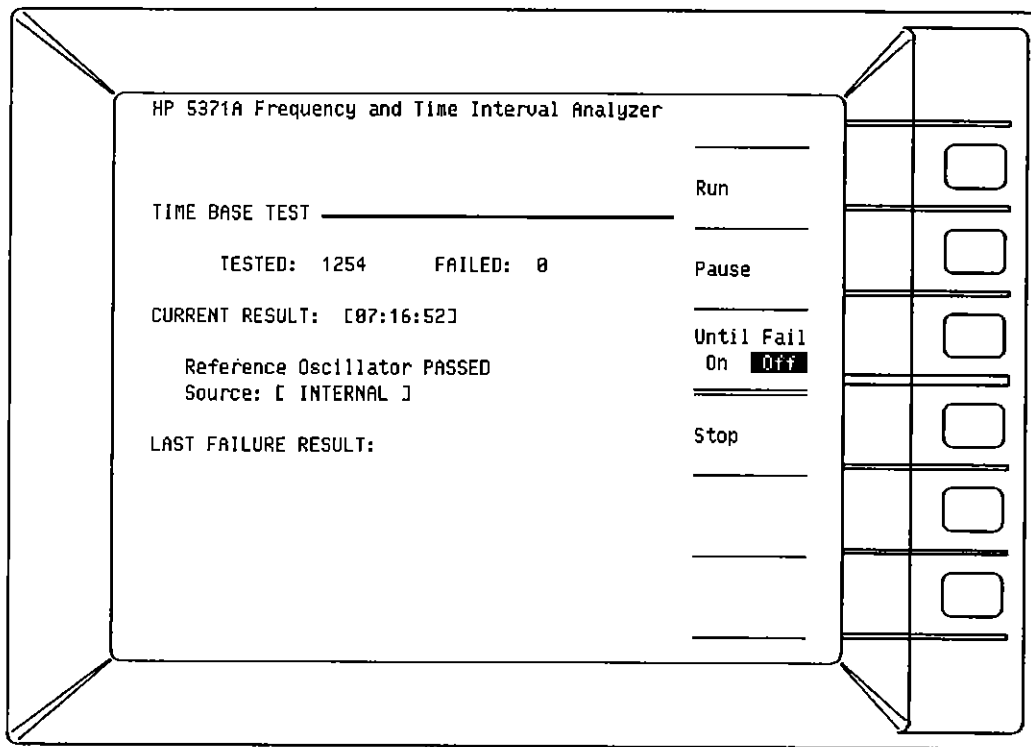 HP 5371A Frequency and Time Interval Analyzer
TIME BASE TEST
TESTED: 1254 FAILED: 0
CURRENT RESULT: [07:16:52]
Reference Oscillator PASSED
Source: [ INTERNAL ]
LAST FAILURE RESULT:
Run
Pause
Until Fail
On Off
Stop